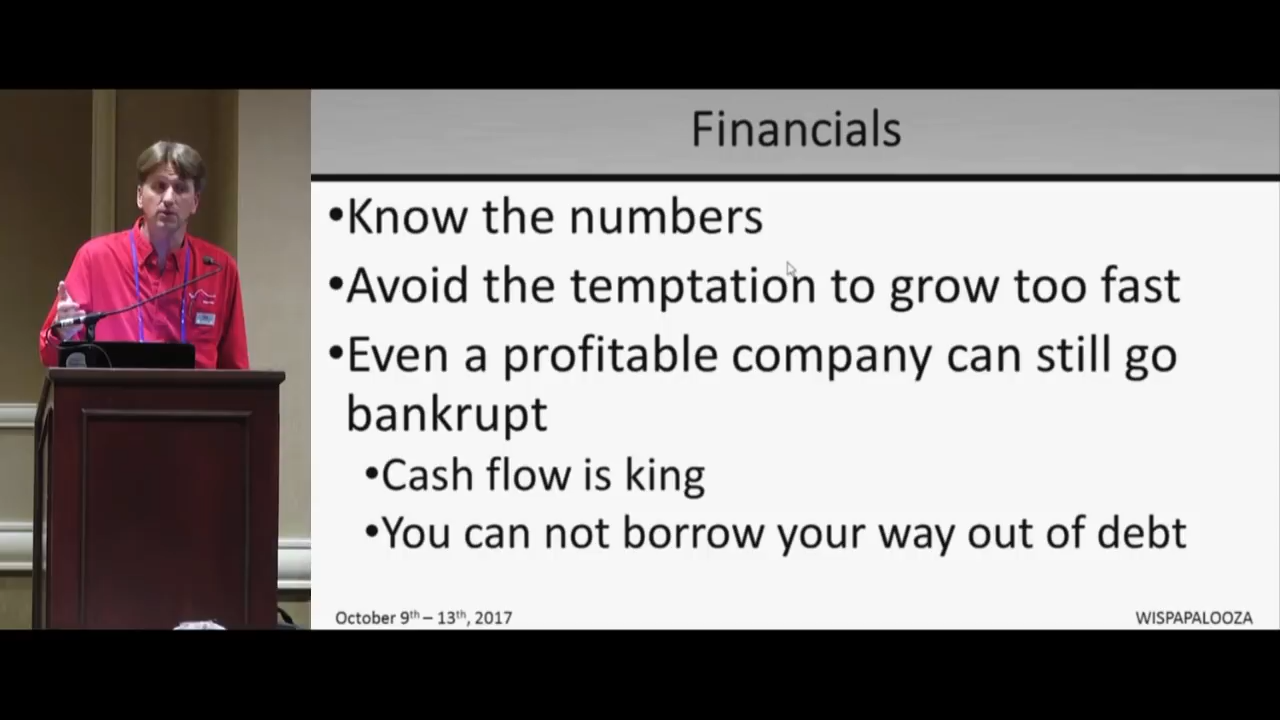 Financials
•Know the numbers
•Avoid the temptation to grow too fast
•Even a profitable company can still go
bankrupt
•Cash flow is king
•You can not borrow your way out of debt
October 9th – 13th, 2017
WISPAPALOOZA